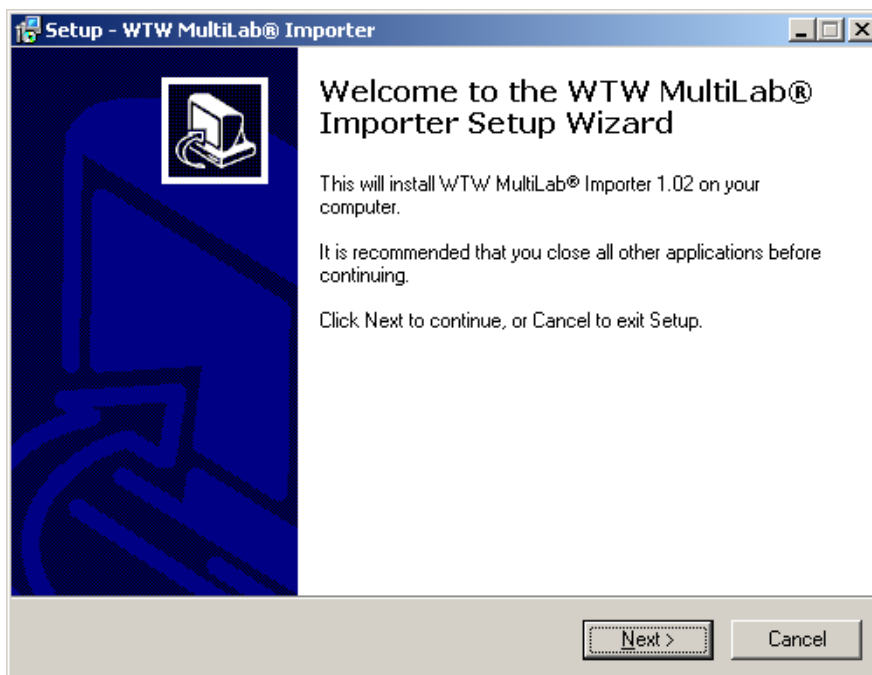 Setup - WTW MultiLab® Importer
Welcome to the WTW MultiLab®
Importer Setup Wizard
This will install WTW MultiLab® Importer 1.02 on your
computer.
It is recommended that you close all other applications before
continuing.
Click Next to continue, or Cancel to exit Setup.
Next >
Cancel